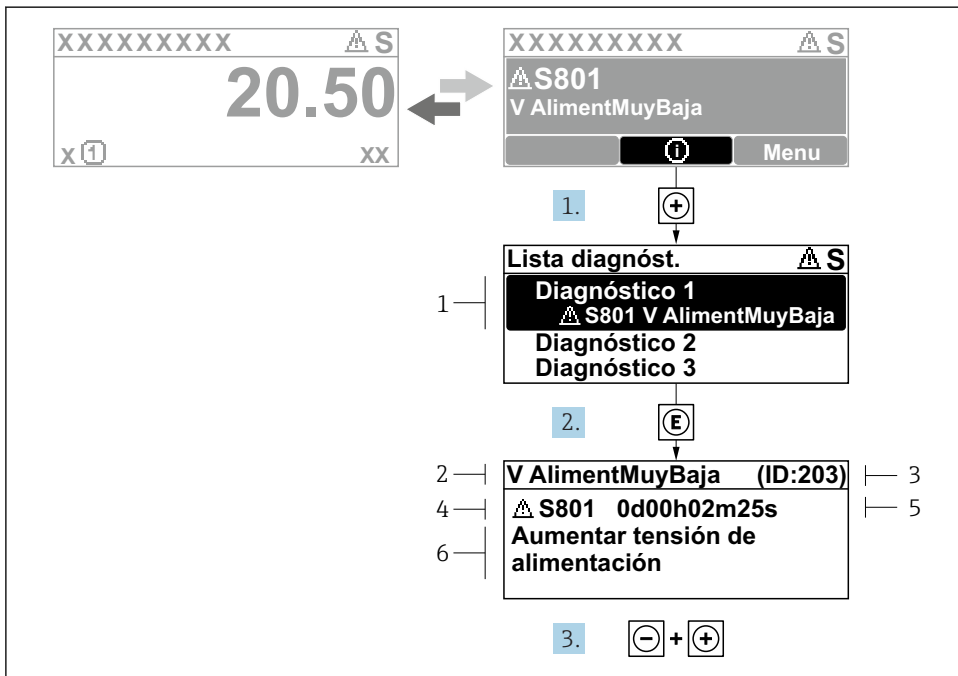 XXXXXXXXX ⚠ S
20.50
x ① xx
XXXXXXXXX ⚠ S
⚠ S801
V AlimentMuyBaja
ⓘ Menu
1. +
Lista diagnóst. ⚠ S
1
Diagnóstico 1
⚠ S801 V AlimentMuyBaja
Diagnóstico 2
Diagnóstico 3
2. E
2 V AlimentMuyBaja (ID:203) 3
4 ⚠ S801 0d00h02m25s 5
6
Aumentar tensión de
alimentación
3. - + +